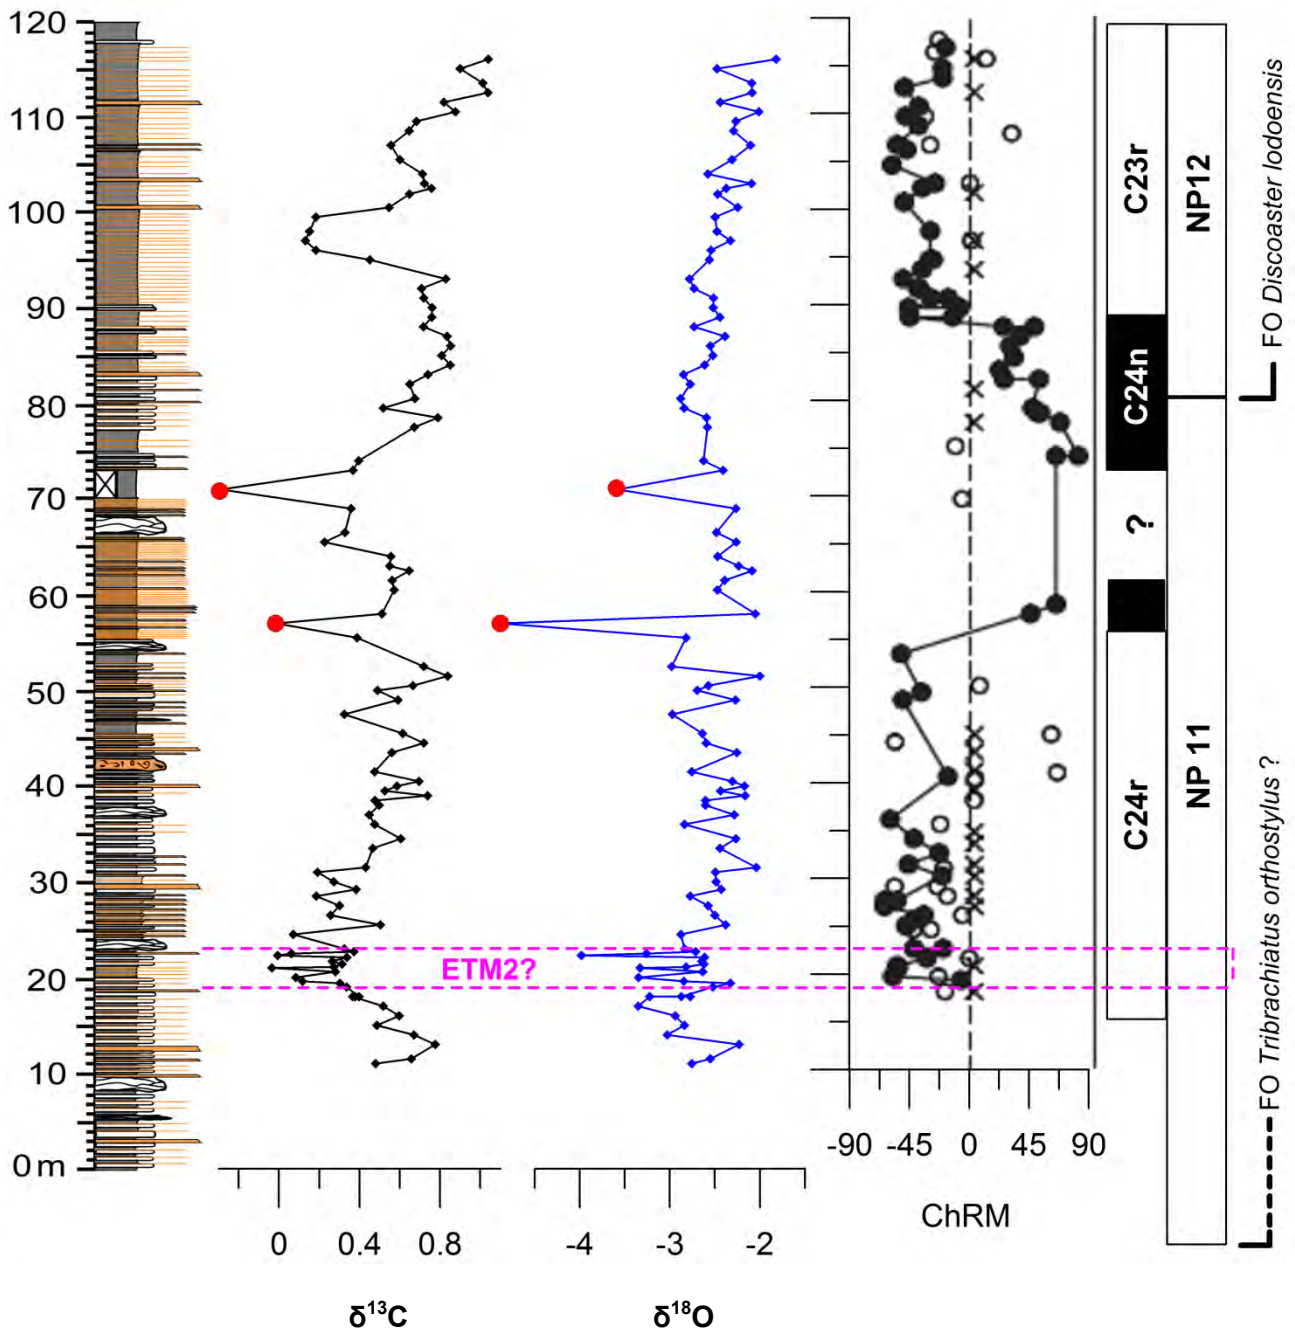 120
110
100
90
80
70
60
50
40
30
20
10
0 m
ETM2?
0
0.4
0.8
δ13C
-4
-3
-2
δ18O
-90
-45
0
45
90
ChRM
C23r
C24n
?
C24r
NP12
NP 11
FO Discoaster lodoensis
FO Tribrachiatus orthostylus ?